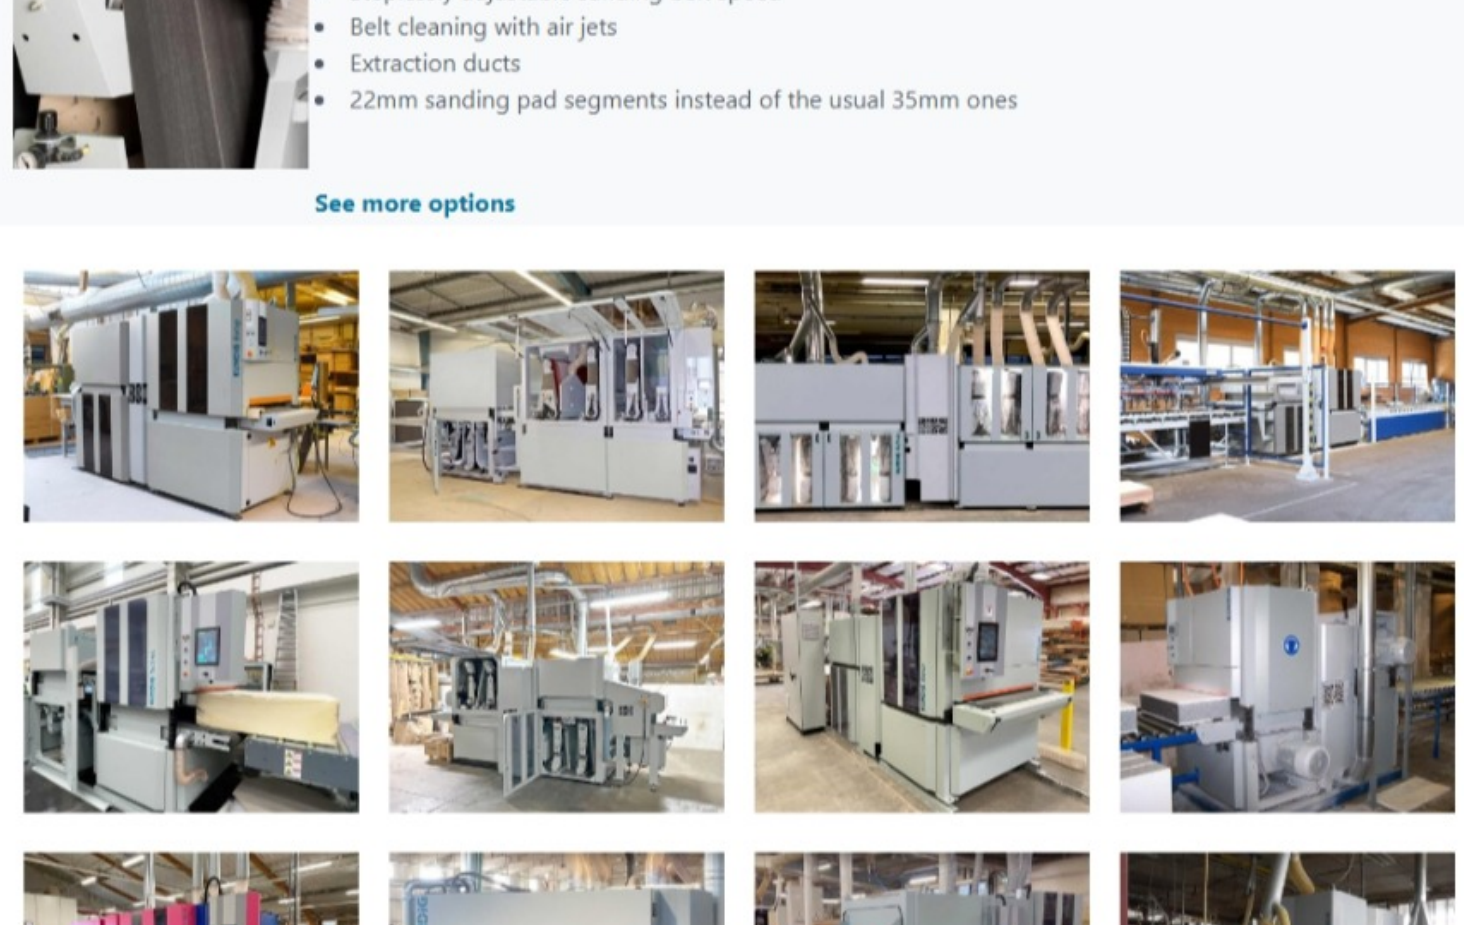 Belt cleaning with air jets
Extraction ducts
22mm sanding pad segments instead of the usual 35mm ones
See more options